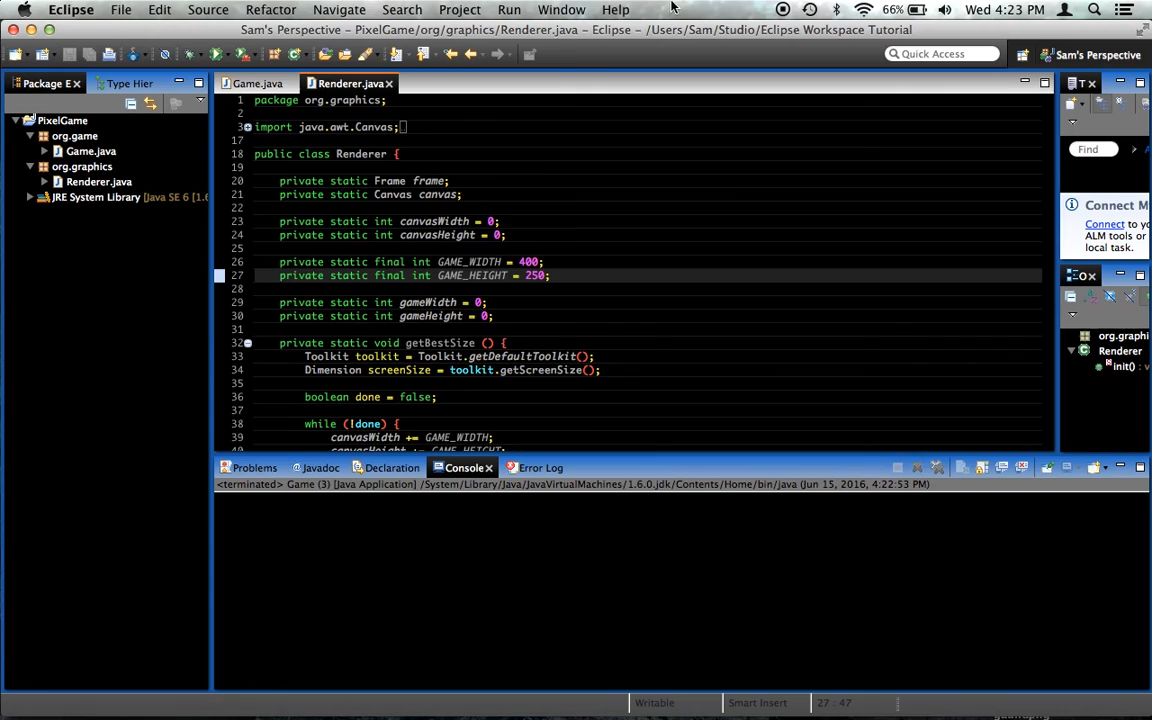 Eclipse File Edit Source Refactor Navigate Search Project Run Window Help 66% Wed 4:23 PM
Sam's Perspective – PixelGame/org/graphics/Renderer.java – Eclipse – /Users/Sam/Studio/Eclipse Workspace Tutorial
Quick Access Sam's Perspective
Package E Type Hier
PixelGame
org.game
Game.java
org.graphics
Renderer.java
JRE System Library [Java SE 6 [1.6
Game.java Renderer.java
1 package org.graphics;
2
3 import java.awt.Canvas;
17
18 public class Renderer {
19
20 private static Frame frame;
21 private static Canvas canvas;
22
23 private static int canvasWidth = 0;
24 private static int canvasHeight = 0;
25
26 private static final int GAME_WIDTH = 400;
27 private static final int GAME_HEIGHT = 250;
28
29 private static int gameWidth = 0;
30 private static int gameHeight = 0;
31
32 private static void getBestSize () {
33 Toolkit toolkit = Toolkit.getDefaultToolkit();
34 Dimension screenSize = toolkit.getScreenSize();
35
36 boolean done = false;
37
38 while (!done) {
39 canvasWidth += GAME_WIDTH;
40 canvasHeight += GAME_HEIGHT;
T
Find A
Connect M
Connect to yo
ALM tools or
local task.
O
org.graphi
Renderer
init() : v
Problems Javadoc Declaration Console Error Log
<terminated> Game (3) [Java Application] /System/Library/Java/JavaVirtualMachines/1.6.0.jdk/Contents/Home/bin/java (Jun 15, 2016, 4:22:53 PM)
Writable Smart Insert 27 : 47